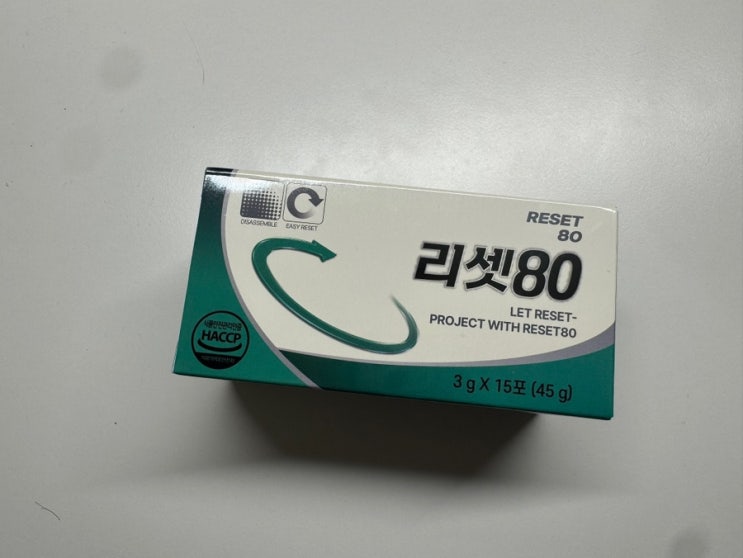 DISASSEMBLE
EASY RESET
RESET
80
리셋80
LET RESET-
PROJECT WITH RESET80
HACCP
3 g X 15포 (45 g)